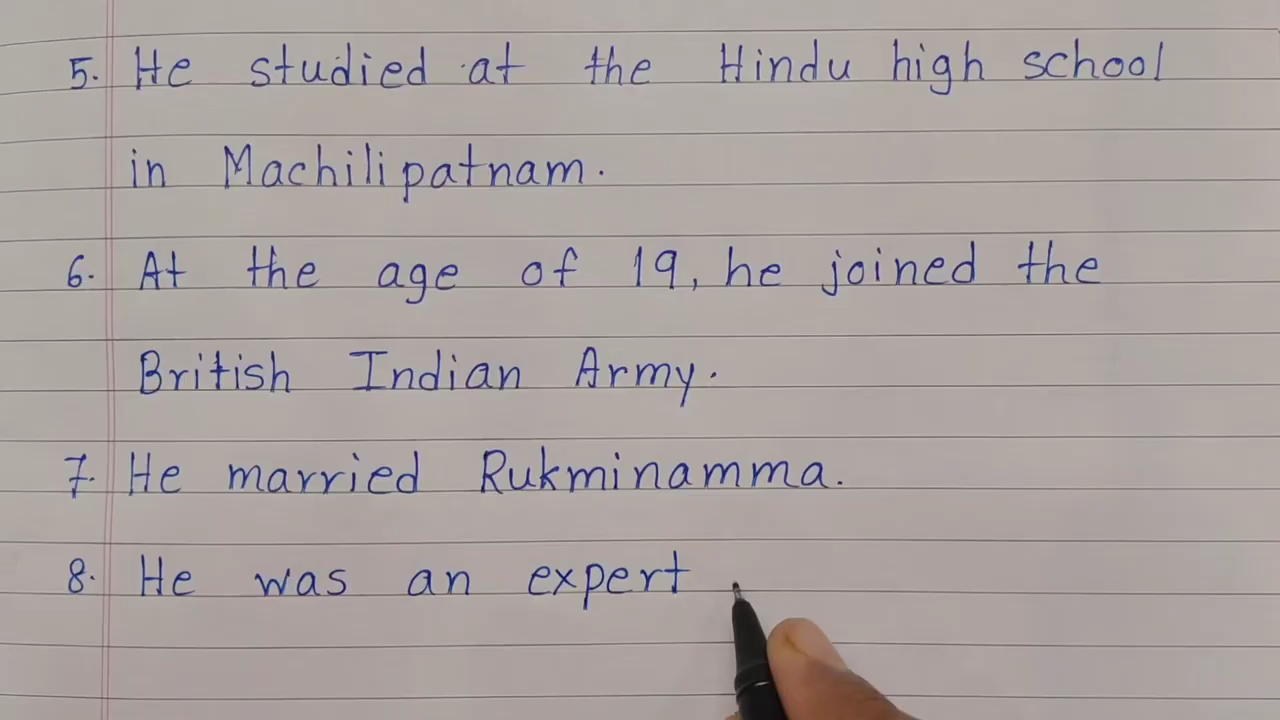 5. He studied at the Hindu high school
in Machilipatnam.
6. At the age of 19, he joined the
British Indian Army.
7. He married Rukminamma.
8. He was an expert